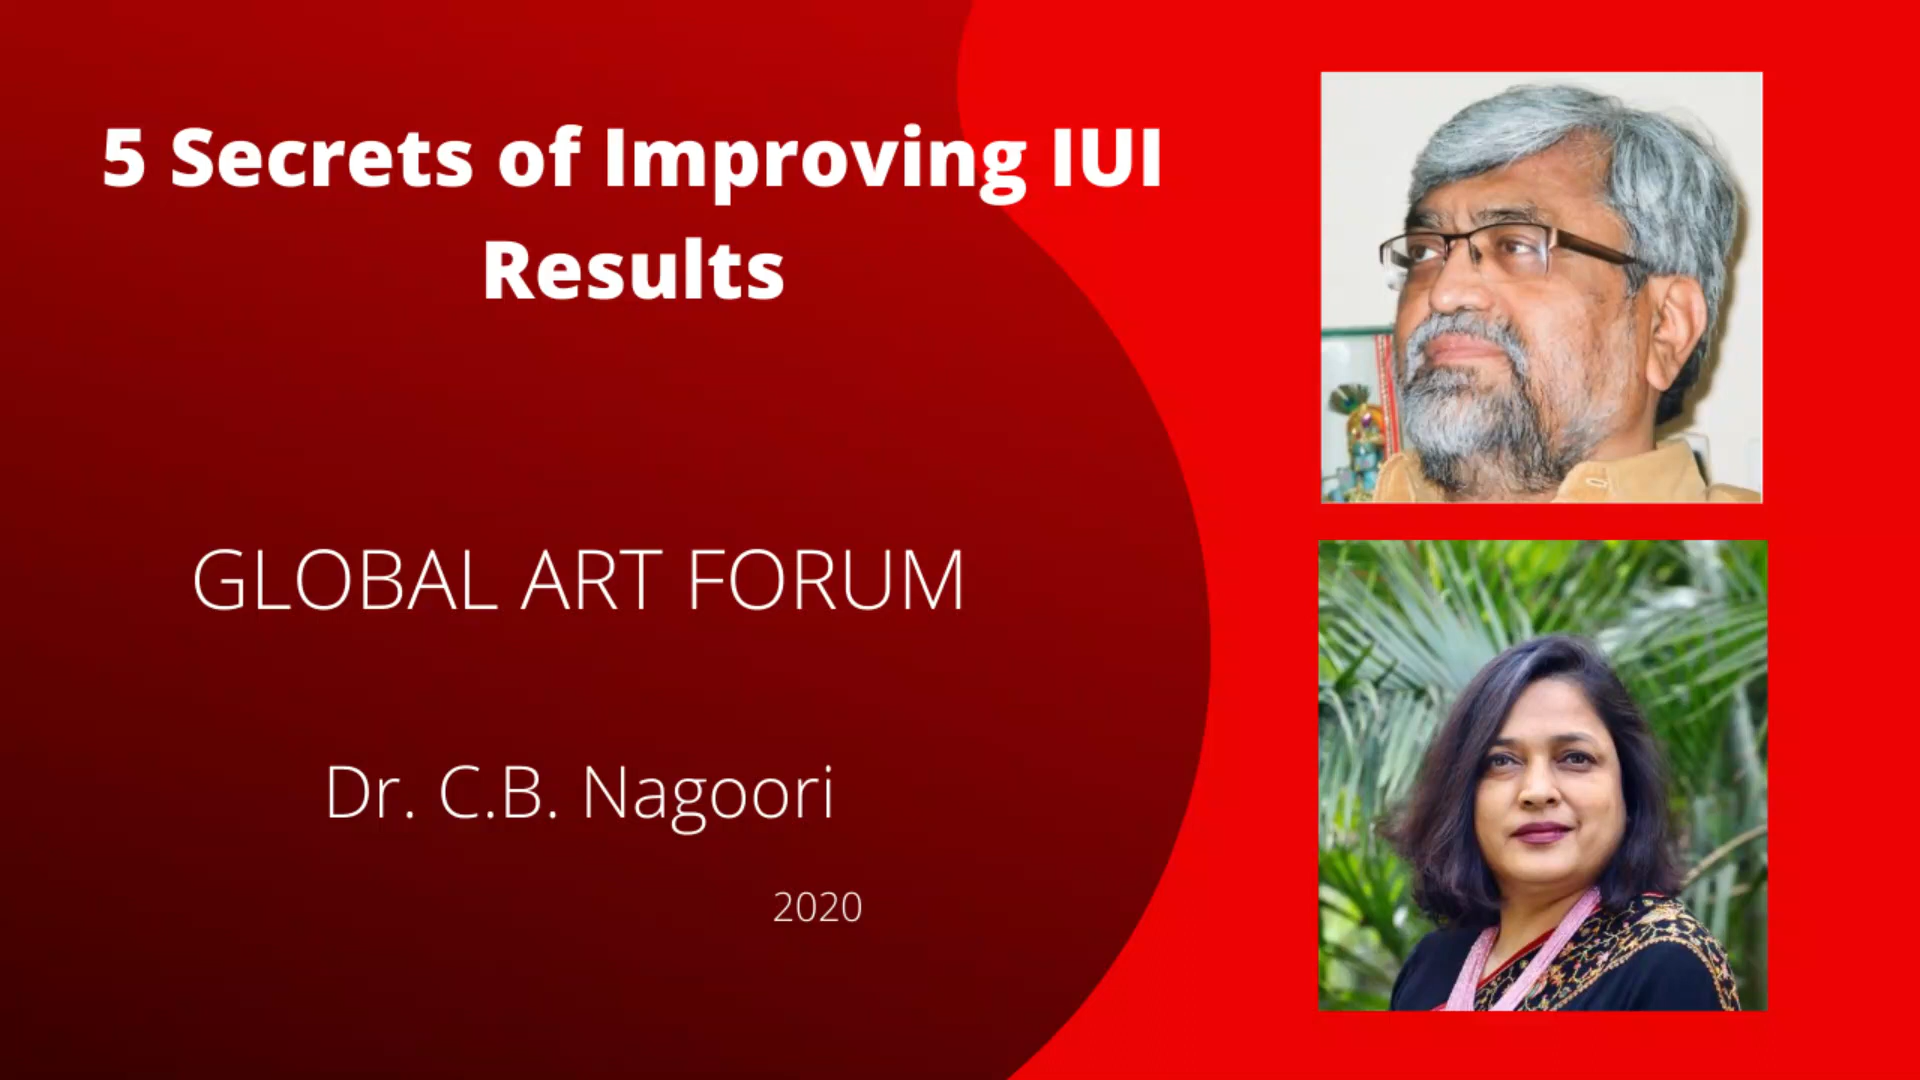 5 Secrets of Improving IUI
Results
GLOBAL ART FORUM
Dr. C.B. Nagoori
2020